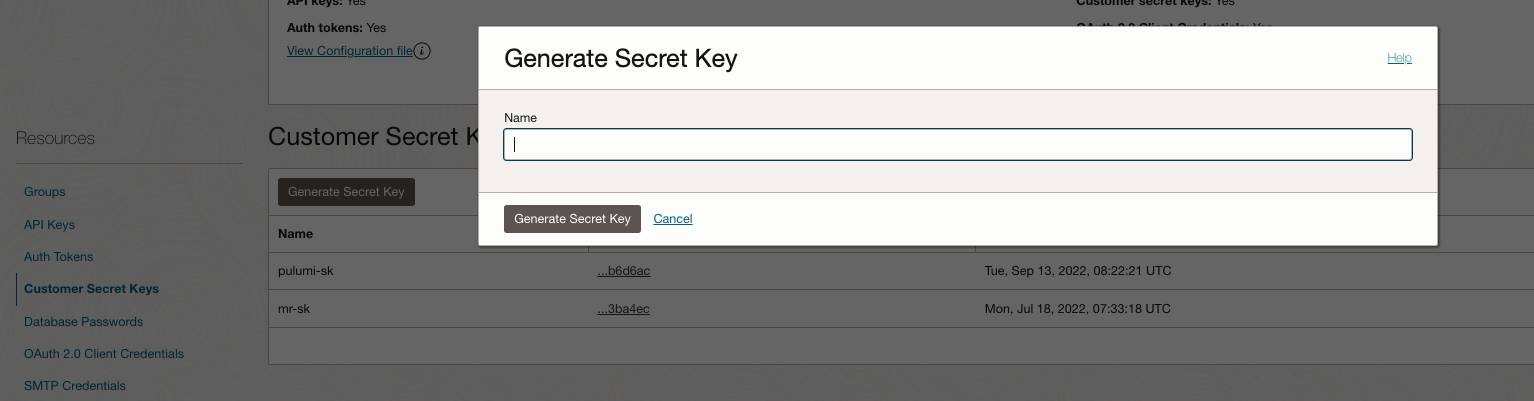 API keys: Yes
Customer secret keys: Yes
Auth tokens: Yes
OAuth 2.0 Client Credentials: Yes
View Configuration file
Generate Secret Key
Help
Name
Generate Secret Key
Cancel
Resources
Groups
API Keys
Auth Tokens
Customer Secret Keys
Database Passwords
OAuth 2.0 Client Credentials
SMTP Credentials
Customer Secret K
Generate Secret Key
Name
pulumi-sk ...b6d6ac Tue, Sep 13, 2022, 08:22:21 UTC
mr-sk ...3ba4ec Mon, Jul 18, 2022, 07:33:18 UTC